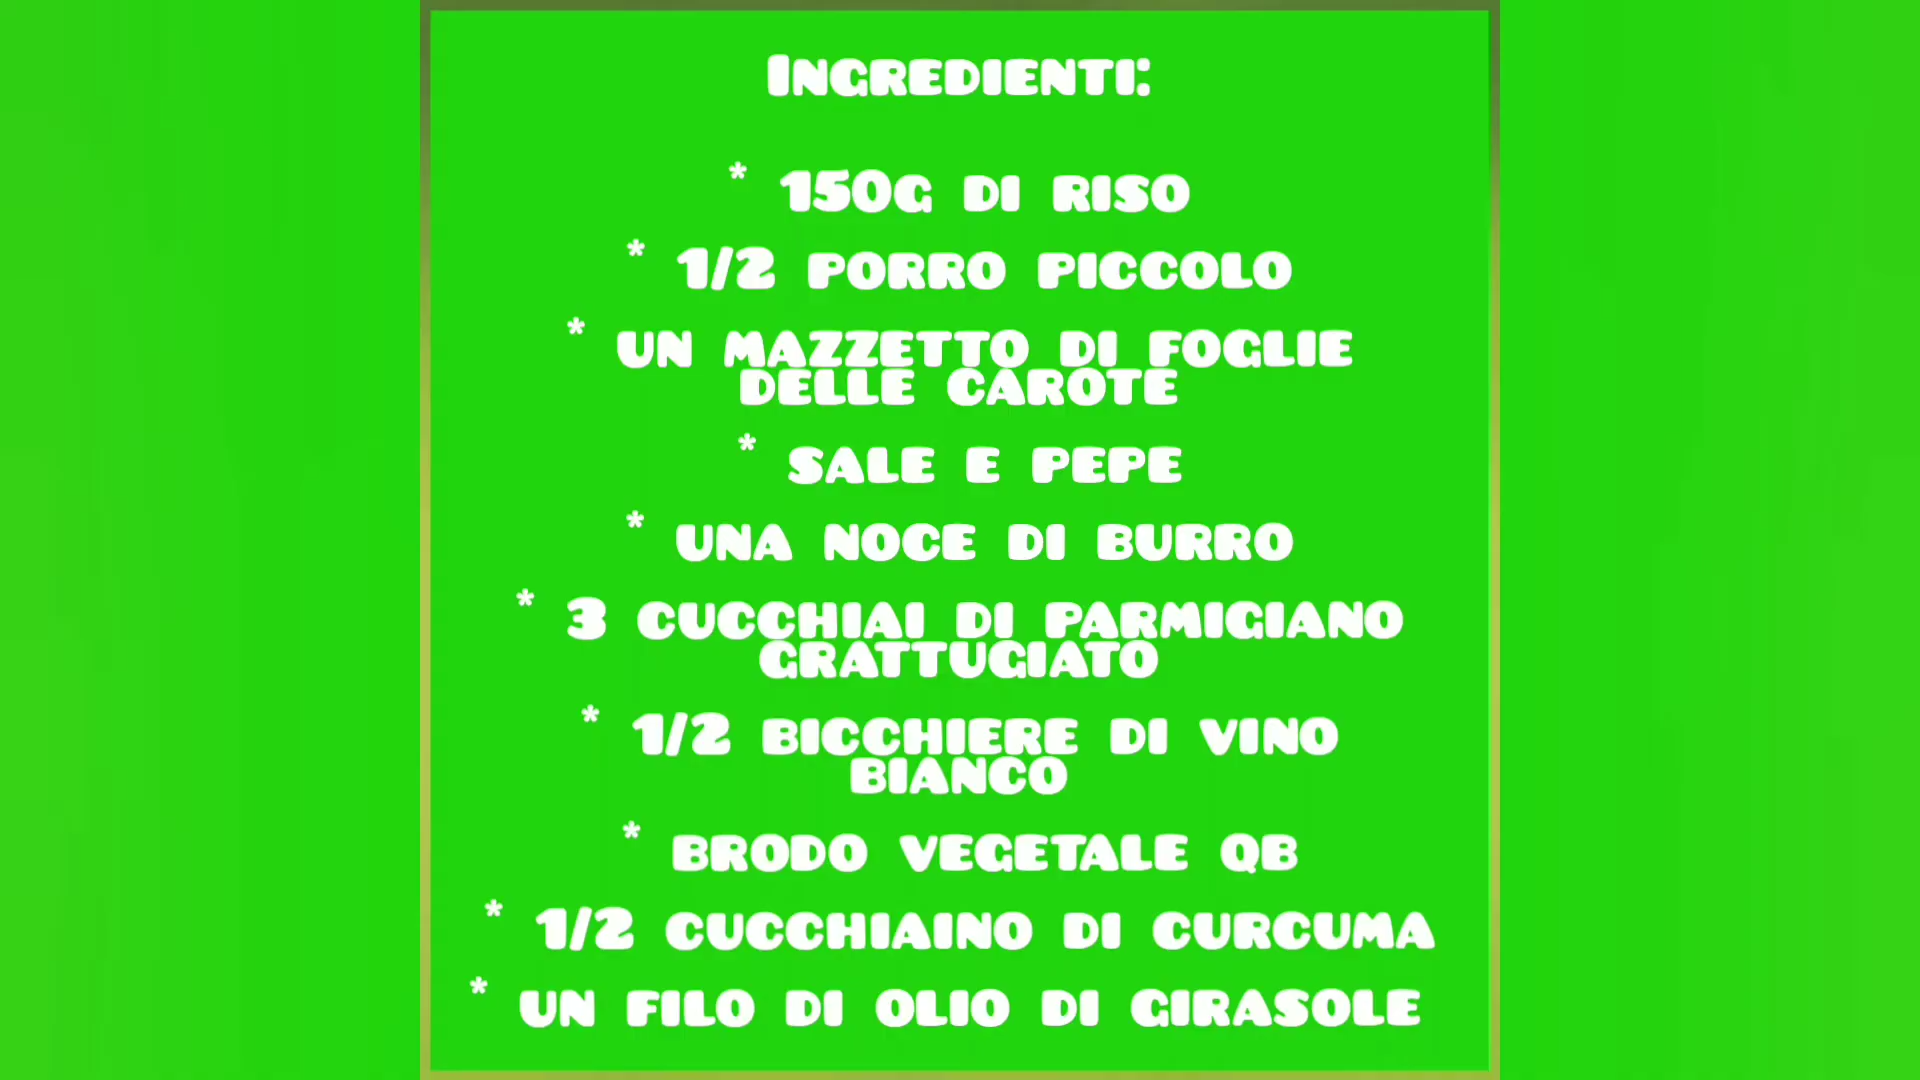 Ingredienti:
* 150g di riso
* 1/2 porro piccolo
* un mazzetto di foglie
delle carote
* sale e pepe
* una noce di burro
* 3 cucchiai di parmigiano
grattugiato
* 1/2 bicchiere di vino
bianco
* brodo vegetale qb
* 1/2 cucchiaino di curcuma
* un filo di olio di girasole